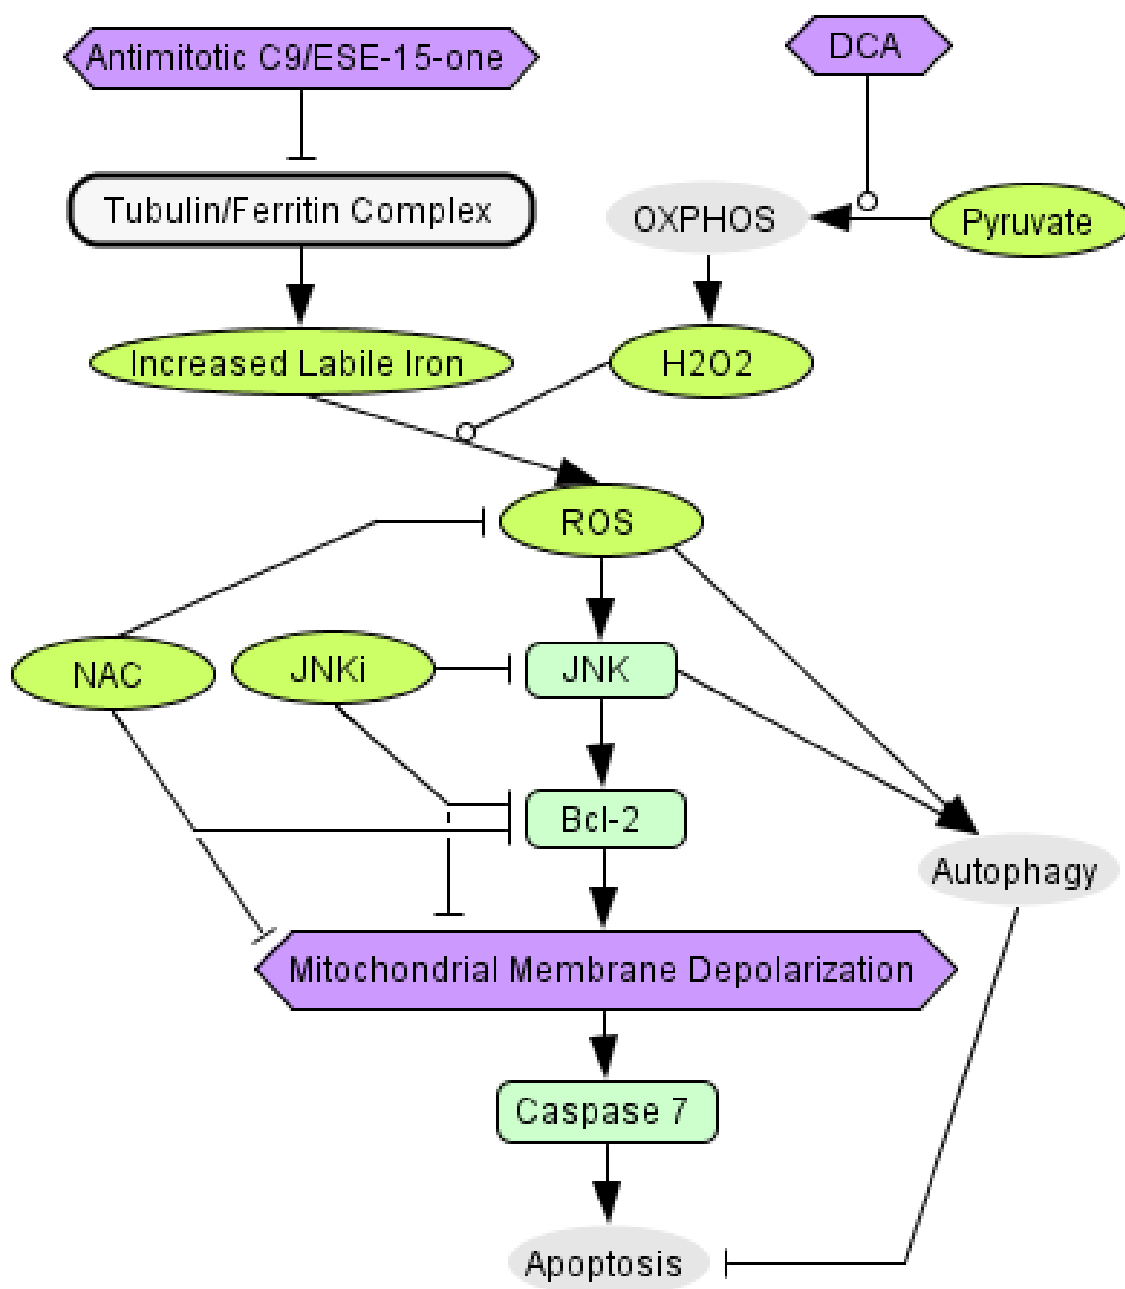 Antimitotic C9/ESE-15-one
DCA
Tubulin/Ferritin Complex
OXPHOS
Pyruvate
Increased Labile Iron
H2O2
ROS
NAC
JNKi
JNK
Bcl-2
Autophagy
Mitochondrial Membrane Depolarization
Caspase 7
Apoptosis